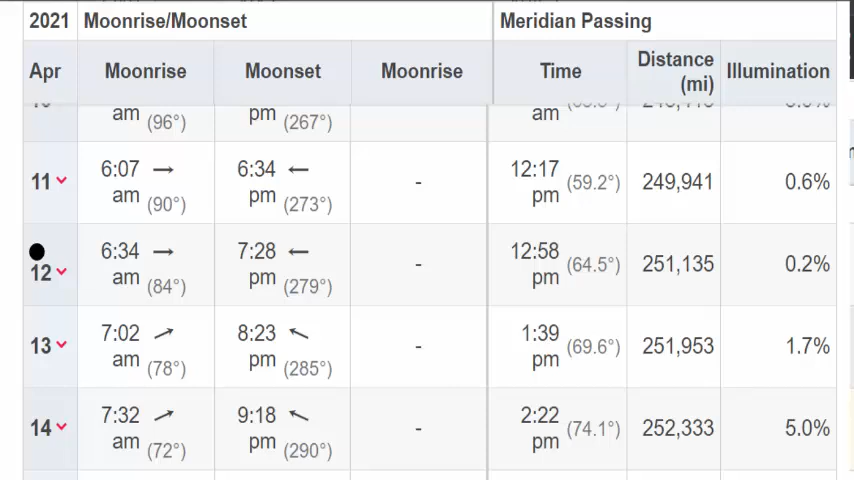 2021 Moonrise/Moonset Meridian Passing
Apr Moonrise Moonset Moonrise Time Distance (mi) Illumination
am (96°) pm (267°) am
11 6:07 am → (90°) 6:34 pm ← (273°) - 12:17 pm (59.2°) 249,941 0.6%
12 6:34 am → (84°) 7:28 pm ← (279°) - 12:58 pm (64.5°) 251,135 0.2%
13 7:02 am (78°) 8:23 pm (285°) - 1:39 pm (69.6°) 251,953 1.7%
14 7:32 am (72°) 9:18 pm (290°) - 2:22 pm (74.1°) 252,333 5.0%